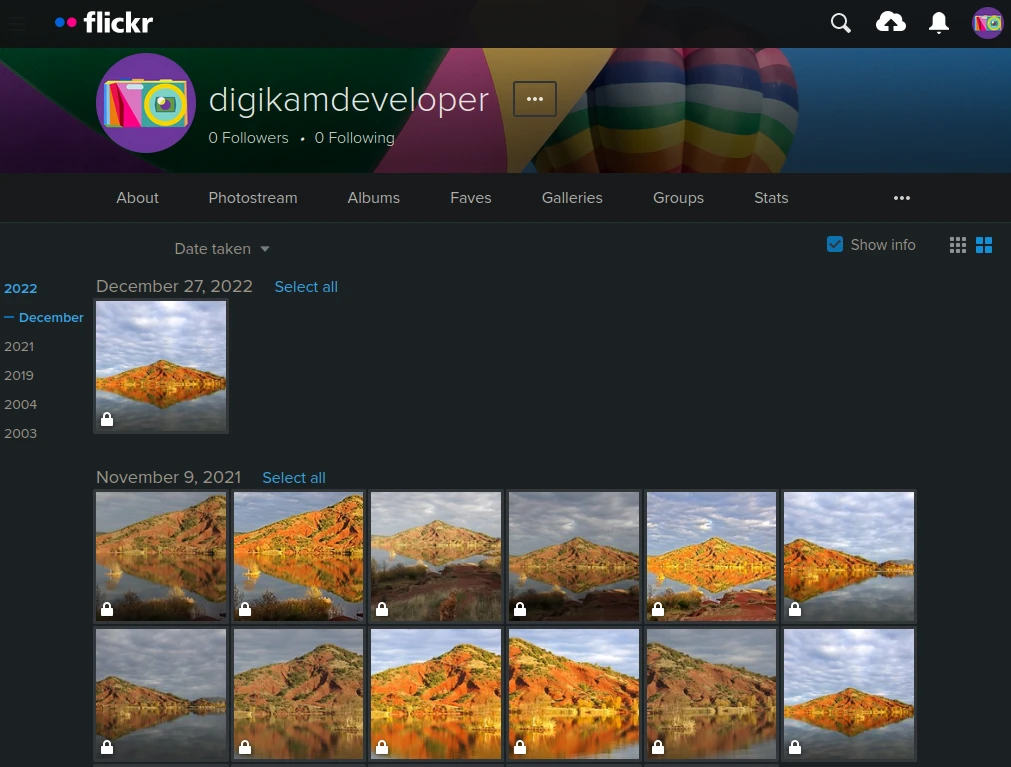 flickr
digikamdeveloper
0 Followers • 0 Following
About Photostream Albums Faves Galleries Groups Stats
Date taken
Show info
2022
December
2021
2019
2004
2003
December 27, 2022 Select all
November 9, 2021 Select all